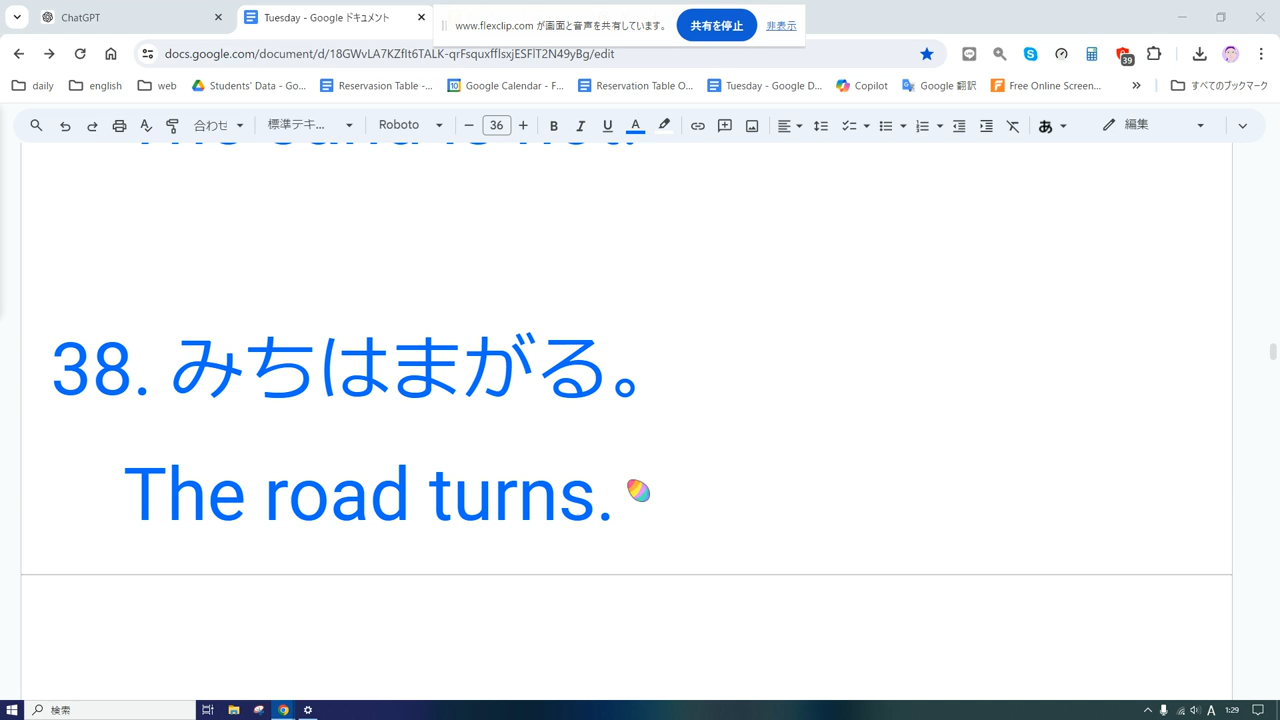 ChatGPT
Tuesday - Google ドキュメント
www.flexclip.com が画面と音声を共有しています。
共有を停止
非表示
docs.google.com/document/d/18GWvLA7KZfIt6TALK-qrFsquxfflsxjESFlT2N49yBg/edit
39
daily
english
web
Students' Data - Go...
Reservasion Table -...
Google Calendar - F...
Reservation Table O...
Tuesday - Google D...
Copilot
Google 翻訳
Free Online Screen...
すべてのブックマーク
合わせ
標準テキ...
Roboto
36
編集
38. みちはまがる。
The road turns.
検索
A
1:29